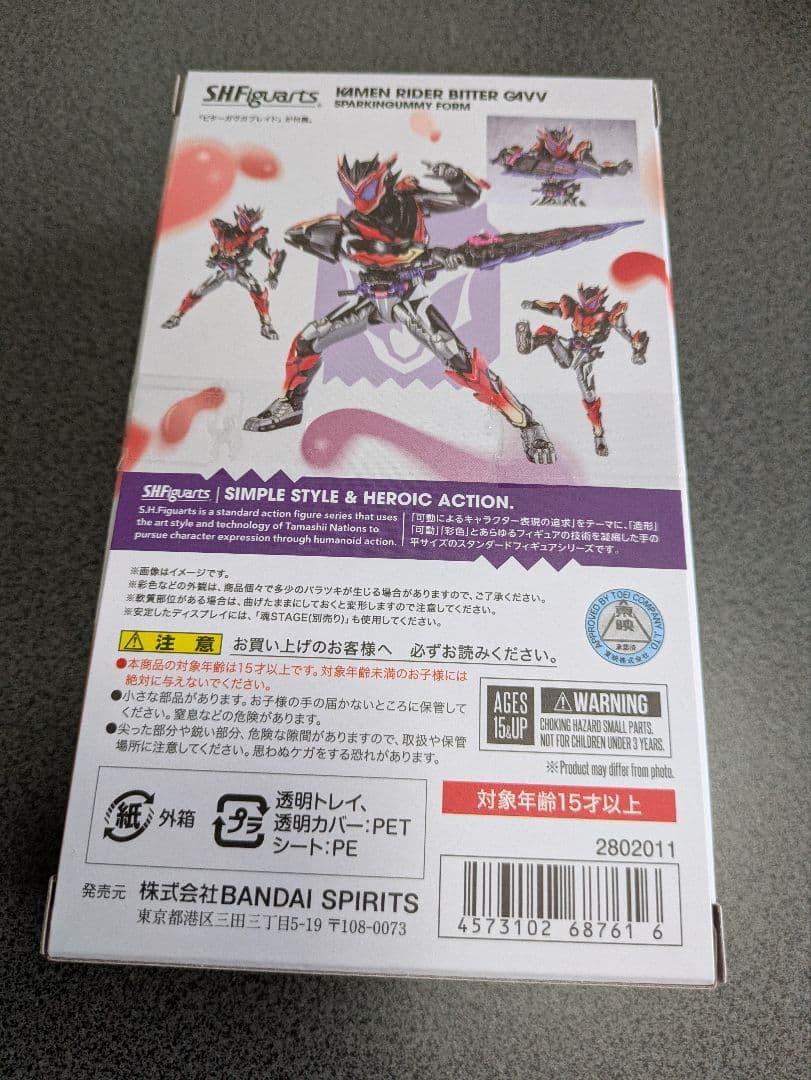 S.H.Figuarts KAMEN RIDER BITTER GAVV
SPARKINGUMMY FORM
「ビターガヴガブレイド」が付属。
S.H.Figuarts | SIMPLE STYLE & HEROIC ACTION.
S.H.Figuarts is a standard action figure series that uses
the art style and technology of Tamashii Nations to
pursue character expression through humanoid action.
「可動によるキャラクター表現の追求」をテーマに、「造形」
「可動」「彩色」とあらゆるフィギュアの技術を凝縮した手の
平サイズのスタンダードフィギュアシリーズです。
※画像はイメージです。
※彩色などの外観は、商品個々で多少のバラツキが生じる場合がありますので、ご了承ください。
※軟質部位がある場合は、曲げたままにしておくと変形しますので注意してください。
※安定したディスプレイには、「魂STAGE(別売り)」も使用してください。
APPROVED BY TOEI COMPANY, LTD.
東映
承認済
東映株式会社
注意 お買い上げのお客様へ 必ずお読みください。
●本商品の対象年齢は15才以上です。対象年齢未満のお子様には
絶対に与えないでください。
●小さな部品があります。お子様の手の届かないところに保管して
ください。窒息などの危険があります。
●尖った部分や鋭い部分、危険な隙間がありますので、取扱や保管
場所に注意してください。思わぬケガをする恐れがあります。
AGES
15&UP
WARNING
CHOKING HAZARD SMALL PARTS.
NOT FOR CHILDREN UNDER 3 YEARS.
※Product may differ from photo.
紙 外箱
プラ 透明トレイ、
透明カバー:PET
シート:PE
対象年齢15才以上
2802011
発売元 株式会社BANDAI SPIRITS
東京都港区三田三丁目5-19 〒108-0073
4573102 687616